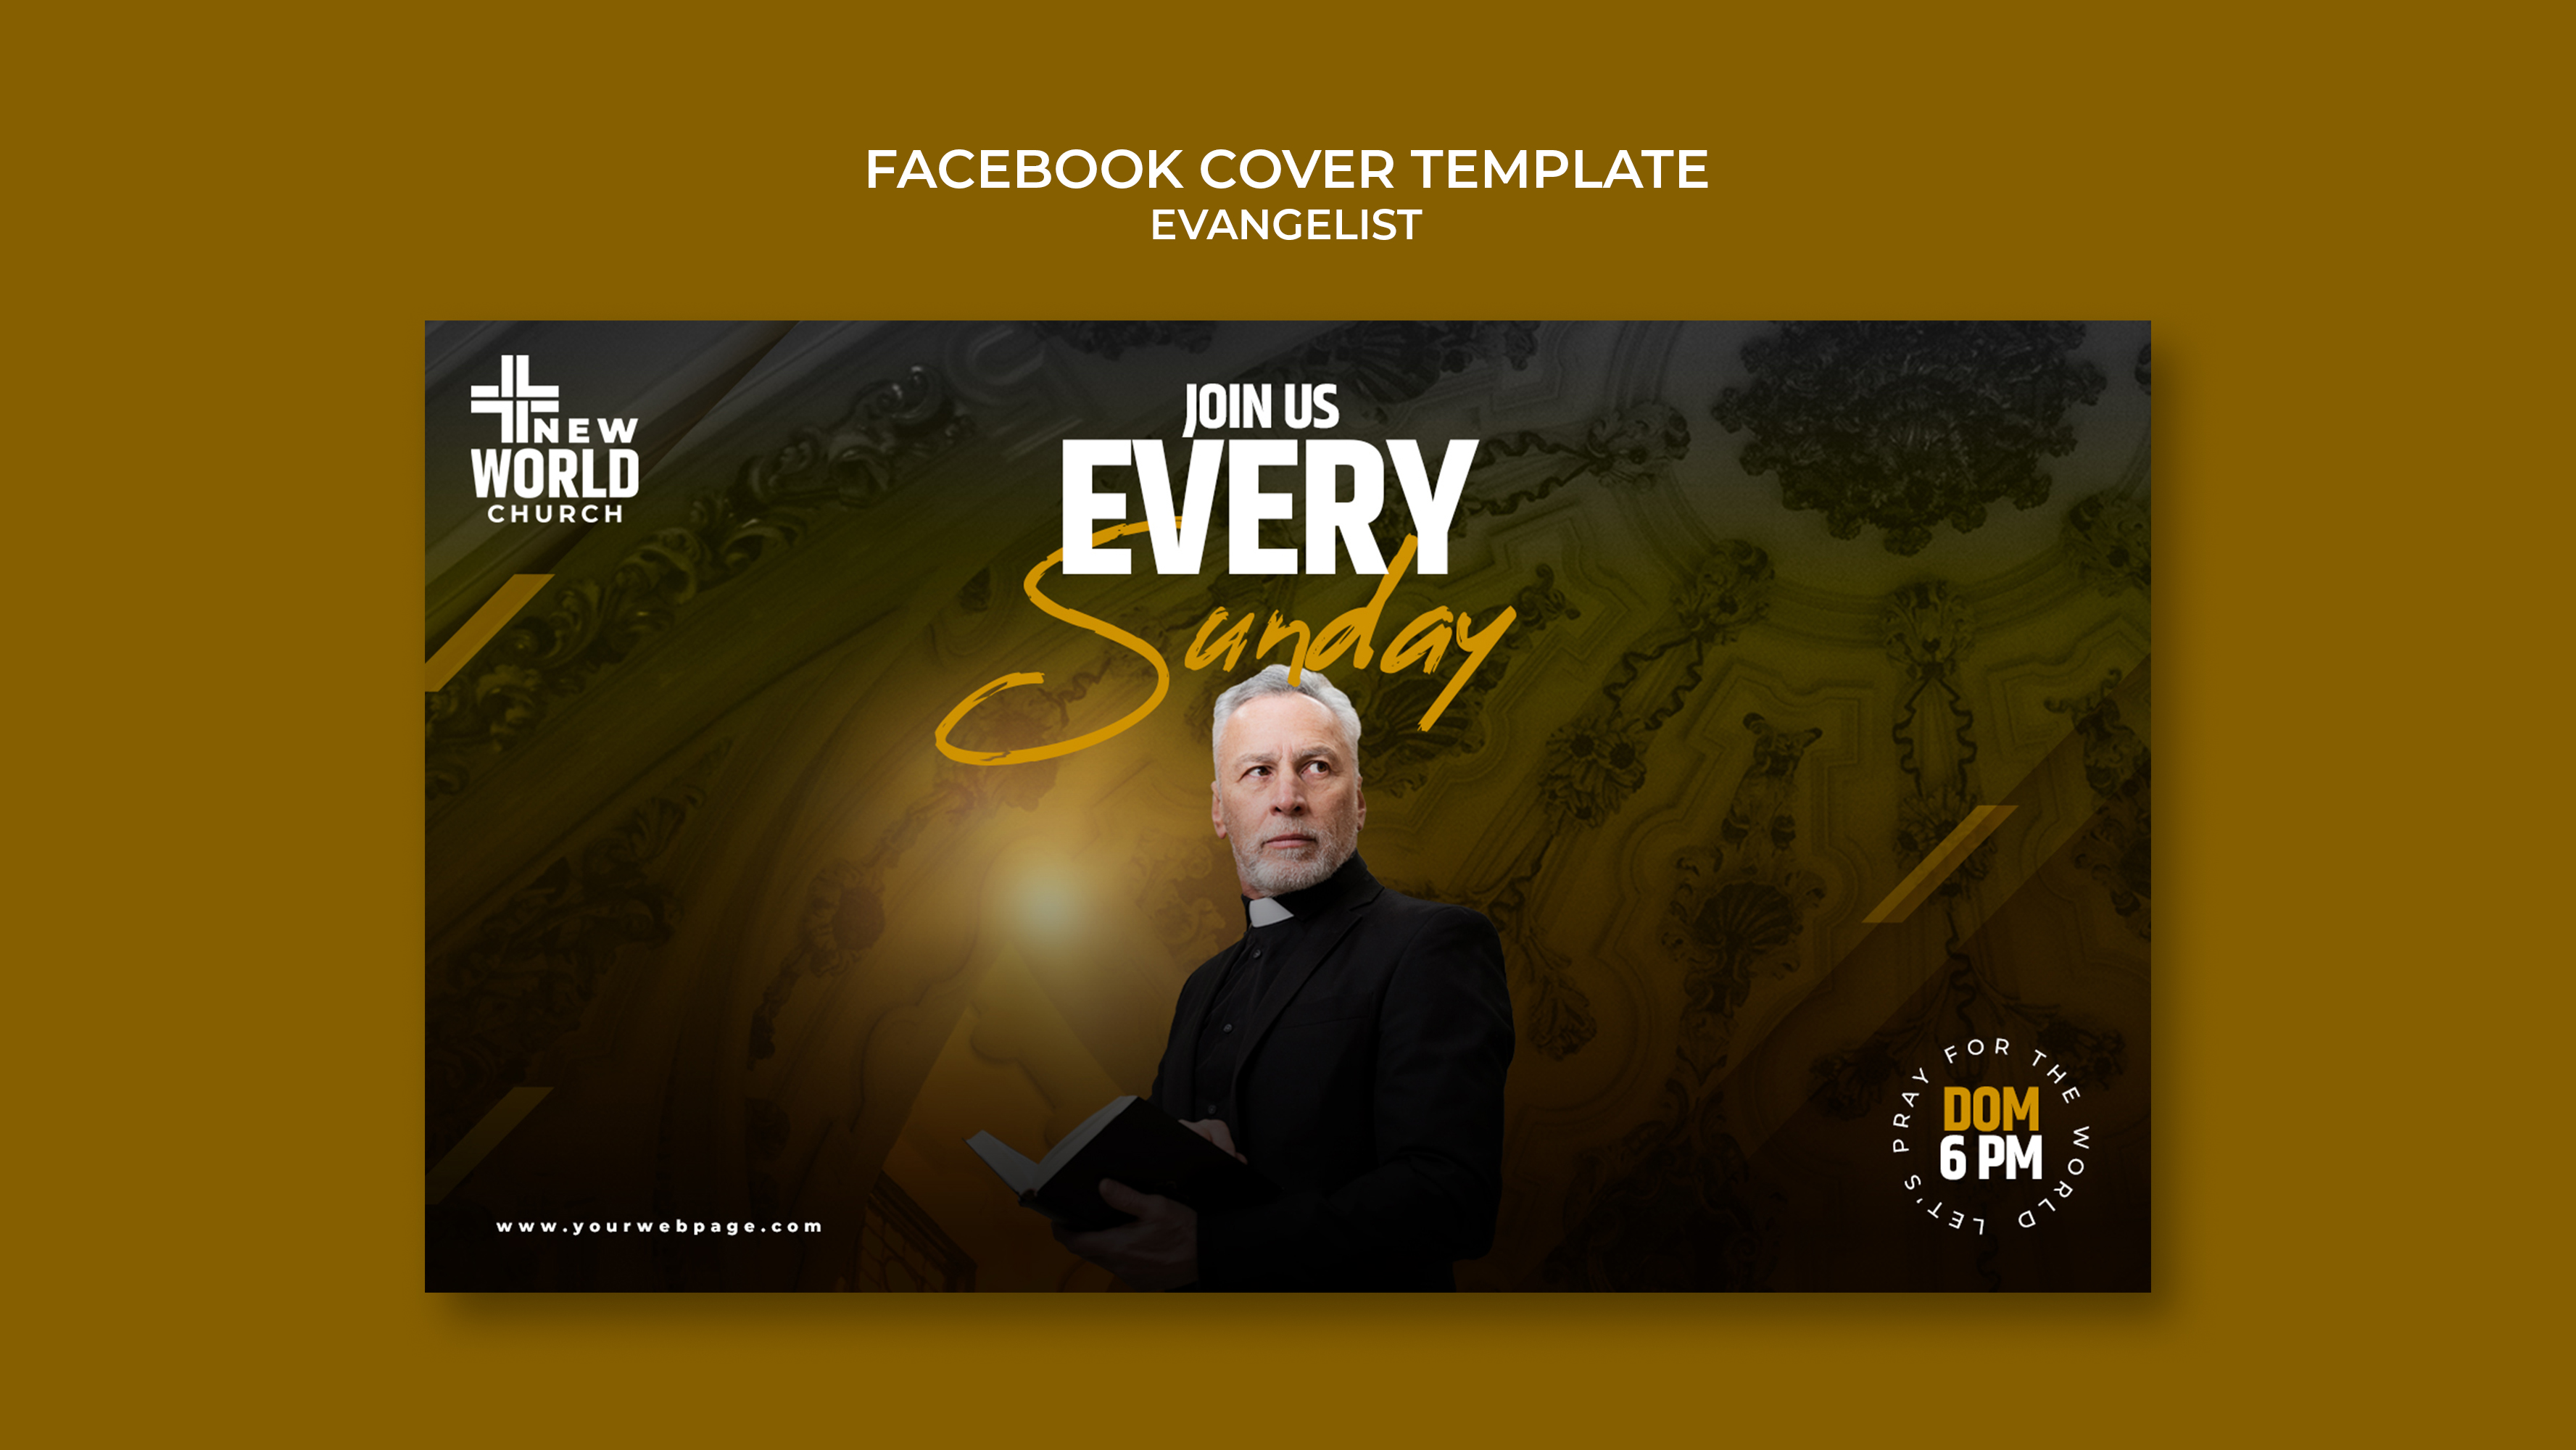 FACEBOOK COVER TEMPLATE
EVANGELIST
NEW
WORLD
CHURCH
JOIN US
EVERY
Sunday
LET'S PRAY FOR THE WORLD
DOM
6 PM
www.yourwebpage.com